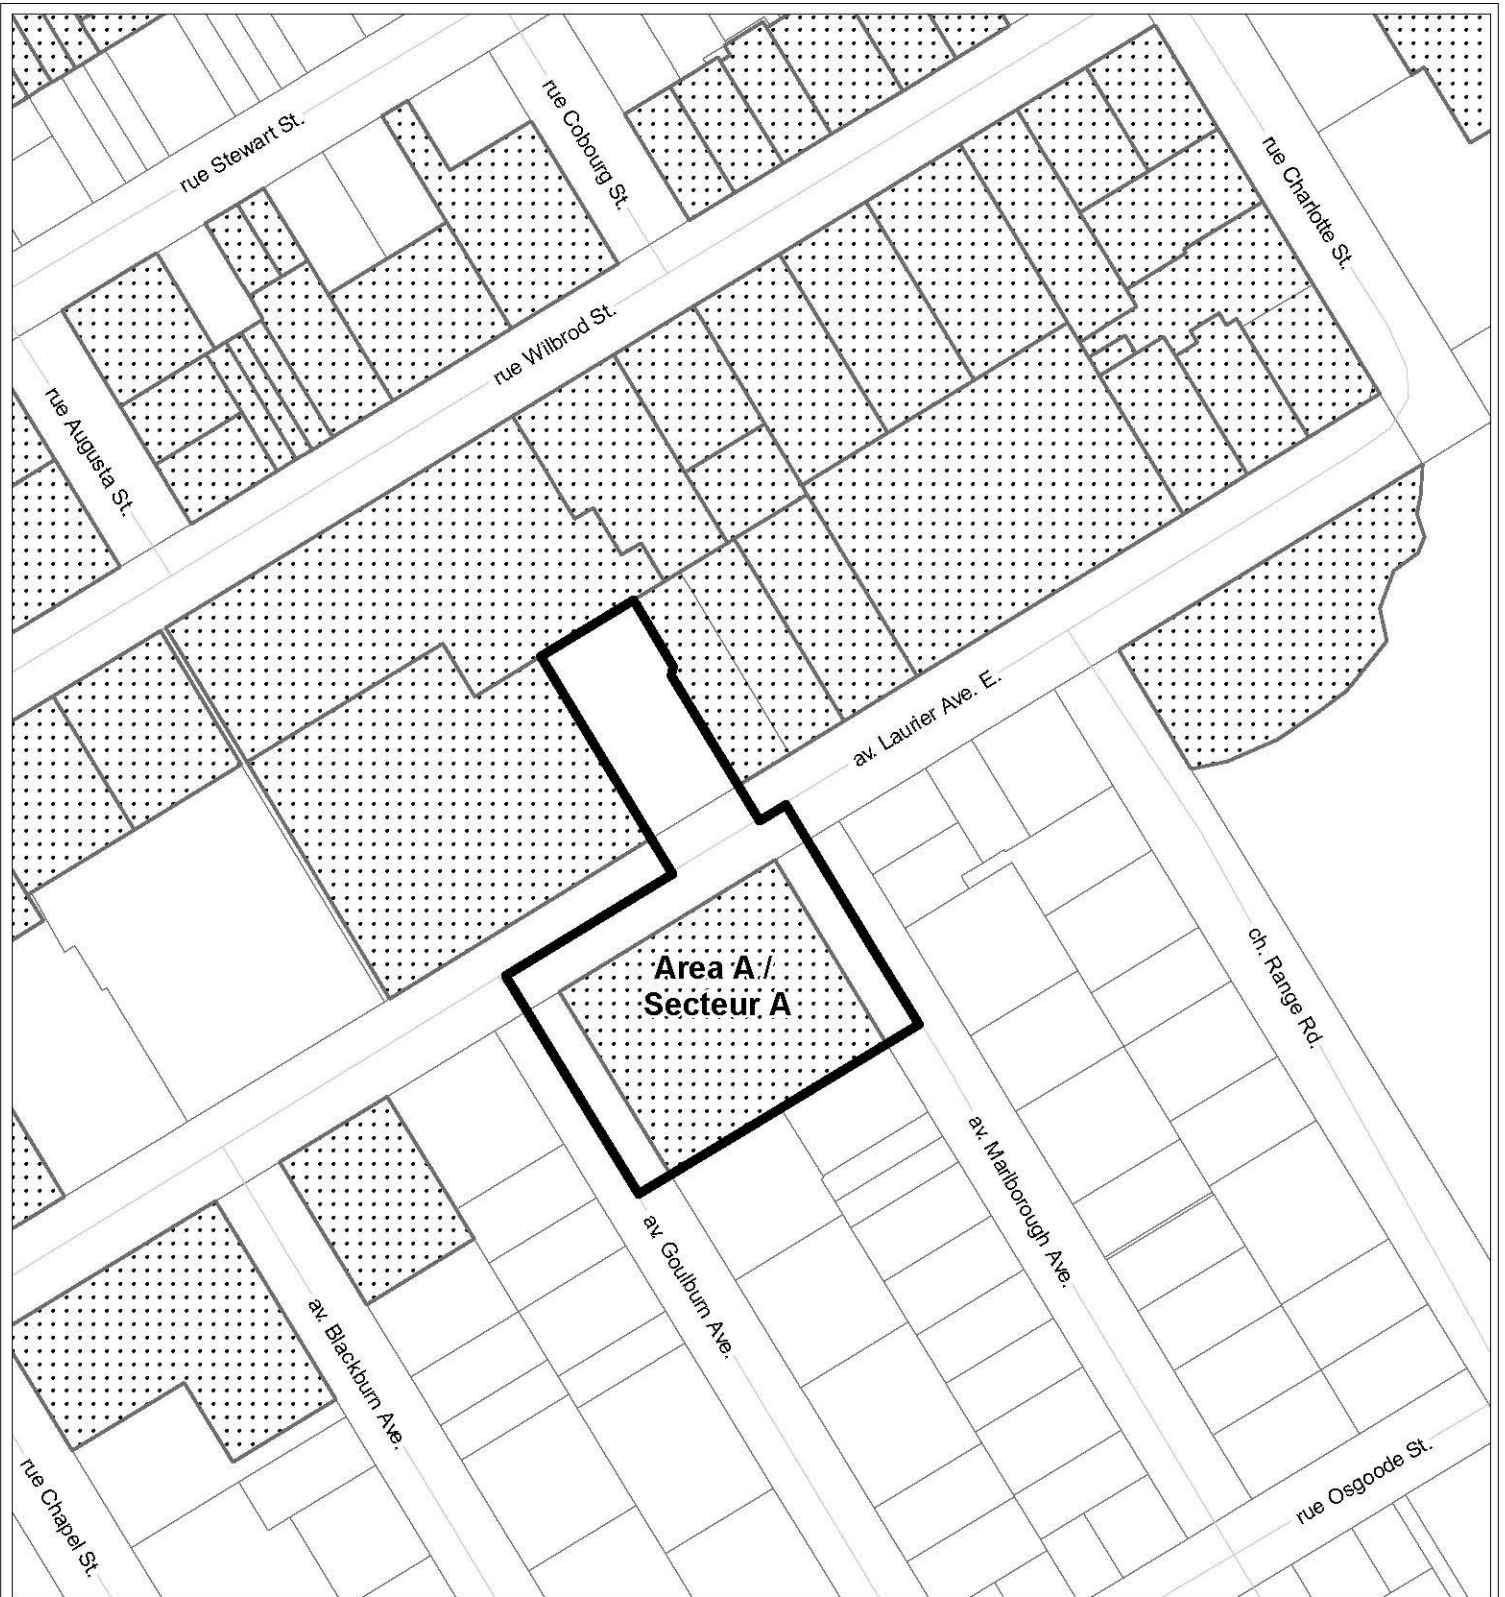 rue Stewart St.
rue Cobourg St.
rue Charlotte St.
rue Wilbrod St.
rue Augusta St.
av. Laurier Ave. E.
Area A /
Secteur A
ch. Range Rd.
av. Marlborough Ave.
av. Goulburn Ave.
av. Blackburn Ave.
rue Chapel St.
rue Osgoode St.